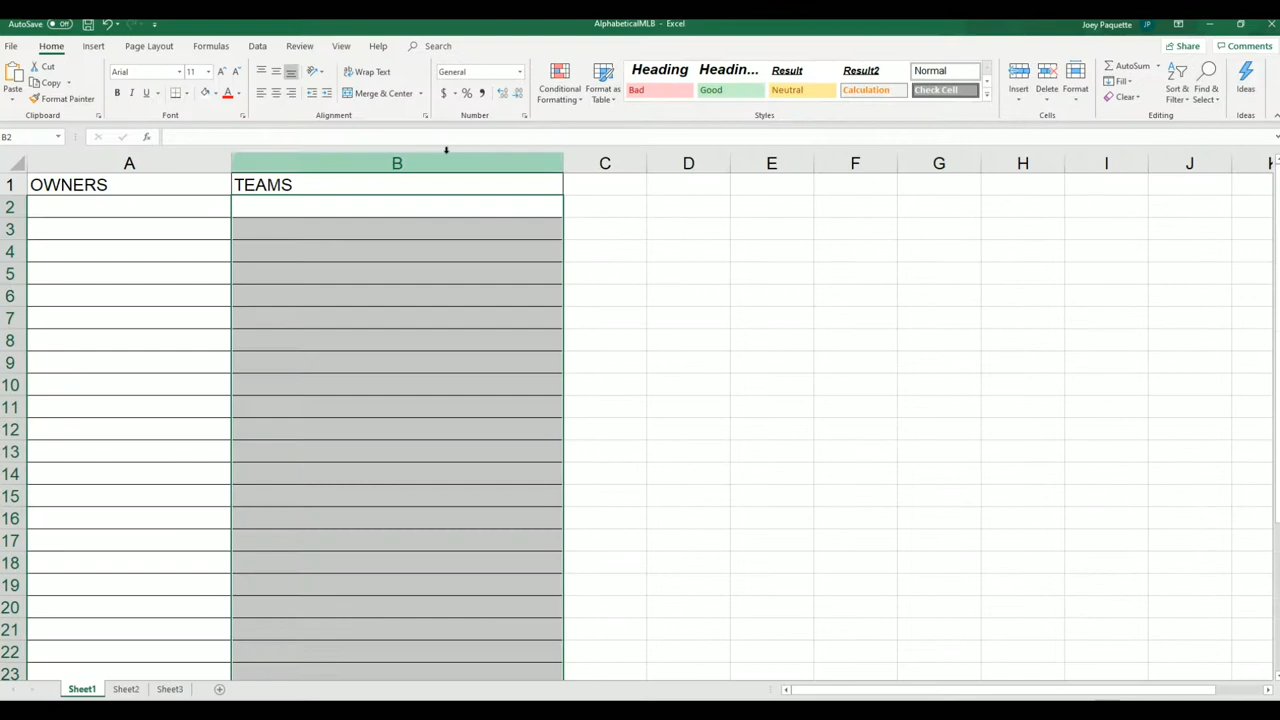 AutoSave Off
AlphabeticalMLB - Excel
Joey Paquette JP
File Home Insert Page Layout Formulas Data Review View Help Search
Share Comments
Paste
Cut
Copy
Format Painter
Clipboard
Arial 11
B I U
Font
Wrap Text
Merge & Center
Alignment
General
$ % ,
Number
Conditional Formatting
Format as Table
Heading Headin... Result Result2 Normal
Bad Good Neutral Calculation Check Cell
Styles
Insert Delete Format
Cells
AutoSum
Fill
Clear
Sort & Filter
Find & Select
Editing
Ideas
Ideas
B2 fx
A B C D E F G H I J K
1 OWNERS TEAMS
2
3
4
5
6
7
8
9
10
11
12
13
14
15
16
17
18
19
20
21
22
23
Sheet1 Sheet2 Sheet3